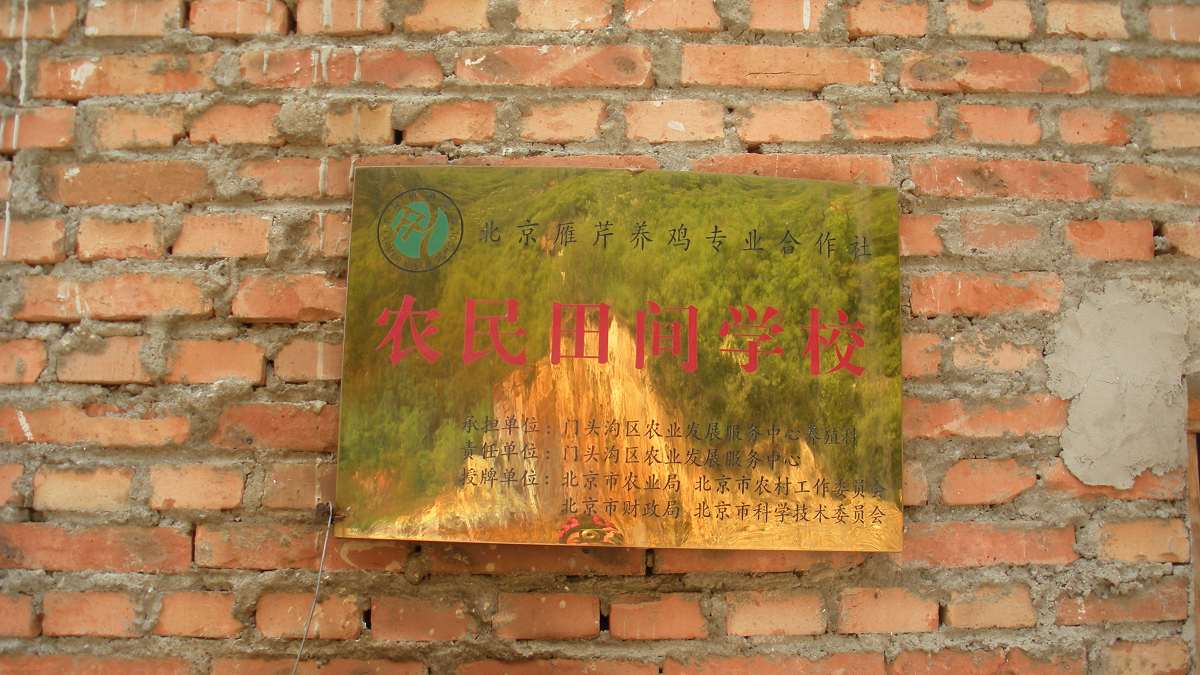 北京雁芹养鸡专业合作社
农民田间学校
承担单位：门头沟区农业发展服务中心养殖科
责任单位：门头沟区农业发展服务中心
授牌单位：北京市农业局 北京市农村工作委员会
北京市财政局 北京市科学技术委员会